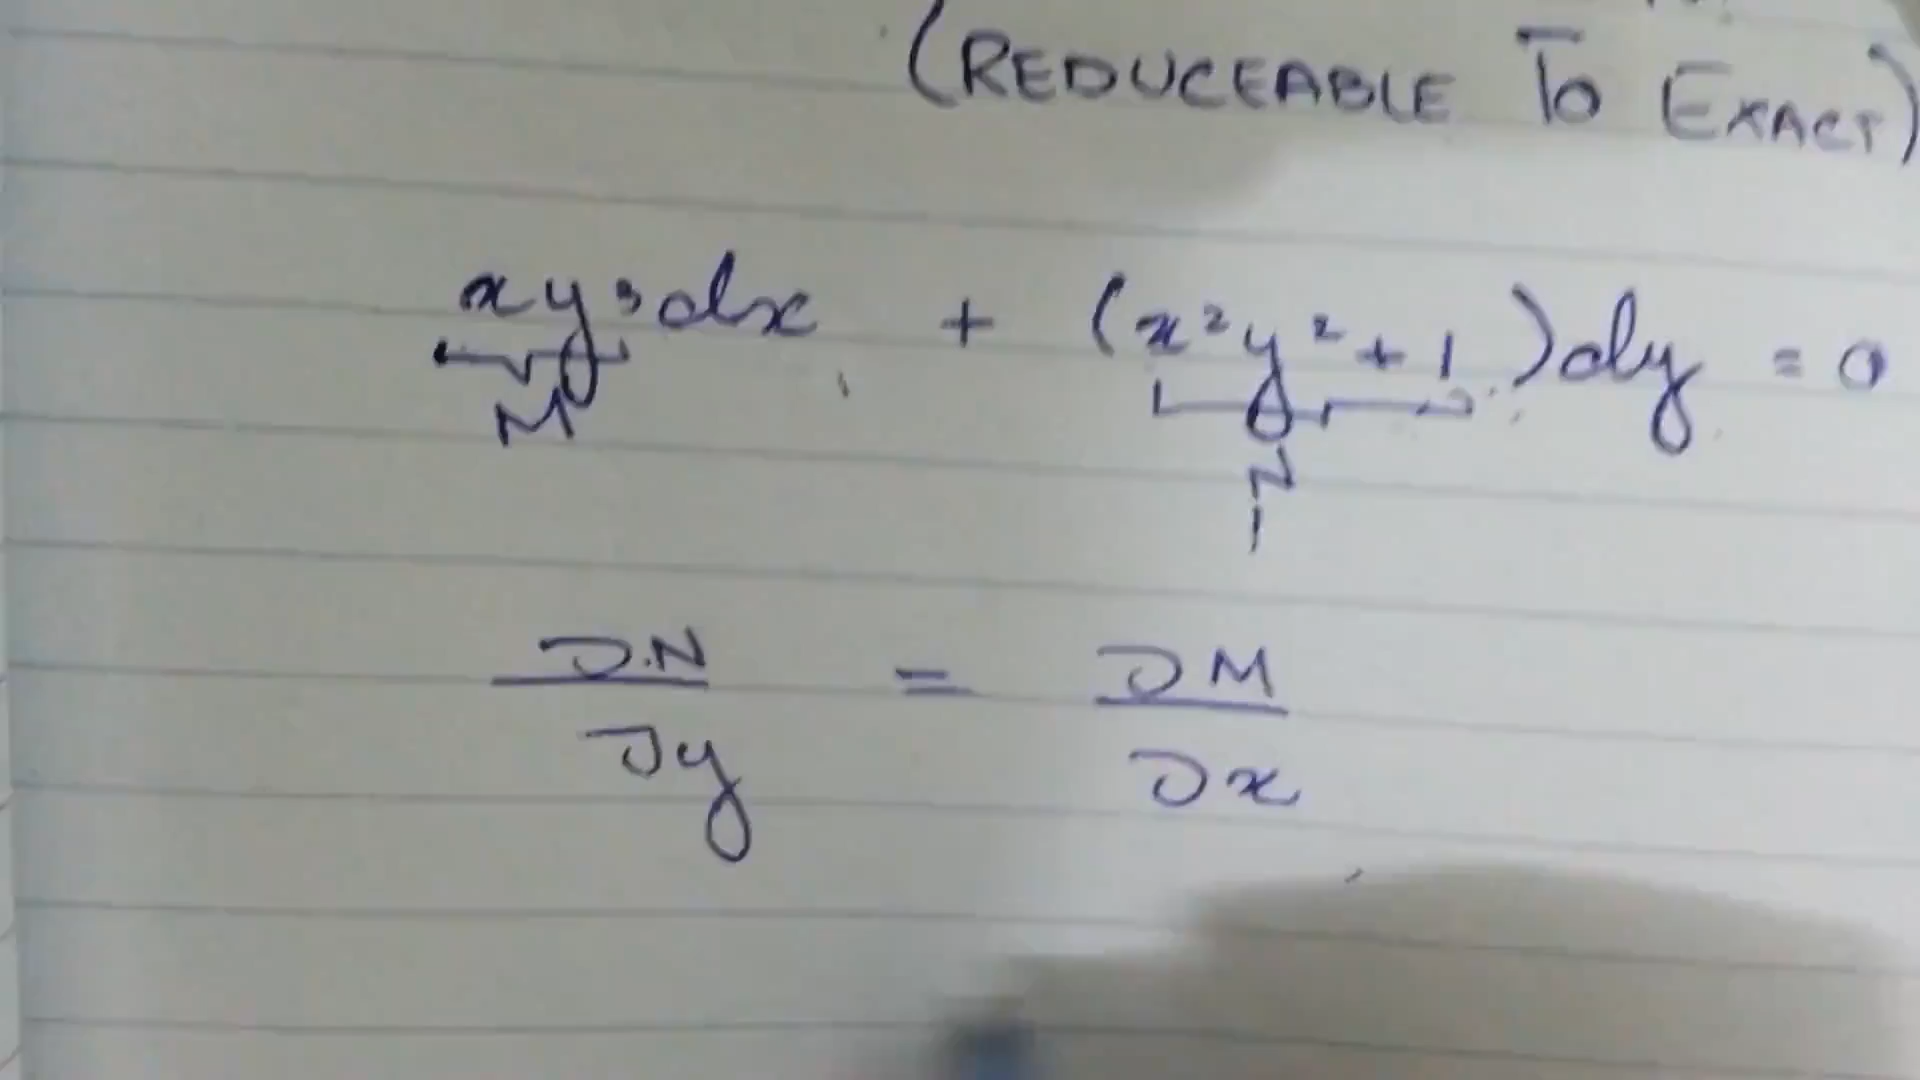 (REDUCEABLE To EXACT)
xy³dx + (x²y²+1)dy = 0
M N
∂N/∂y = ∂M/∂x